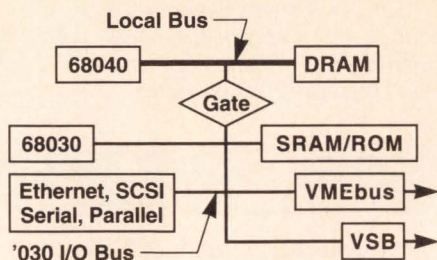 Local Bus
68040
DRAM
Gate
68030
SRAM/ROM
Ethernet, SCSI
Serial, Parallel
VMEbus
VSB
'030 I/O Bus